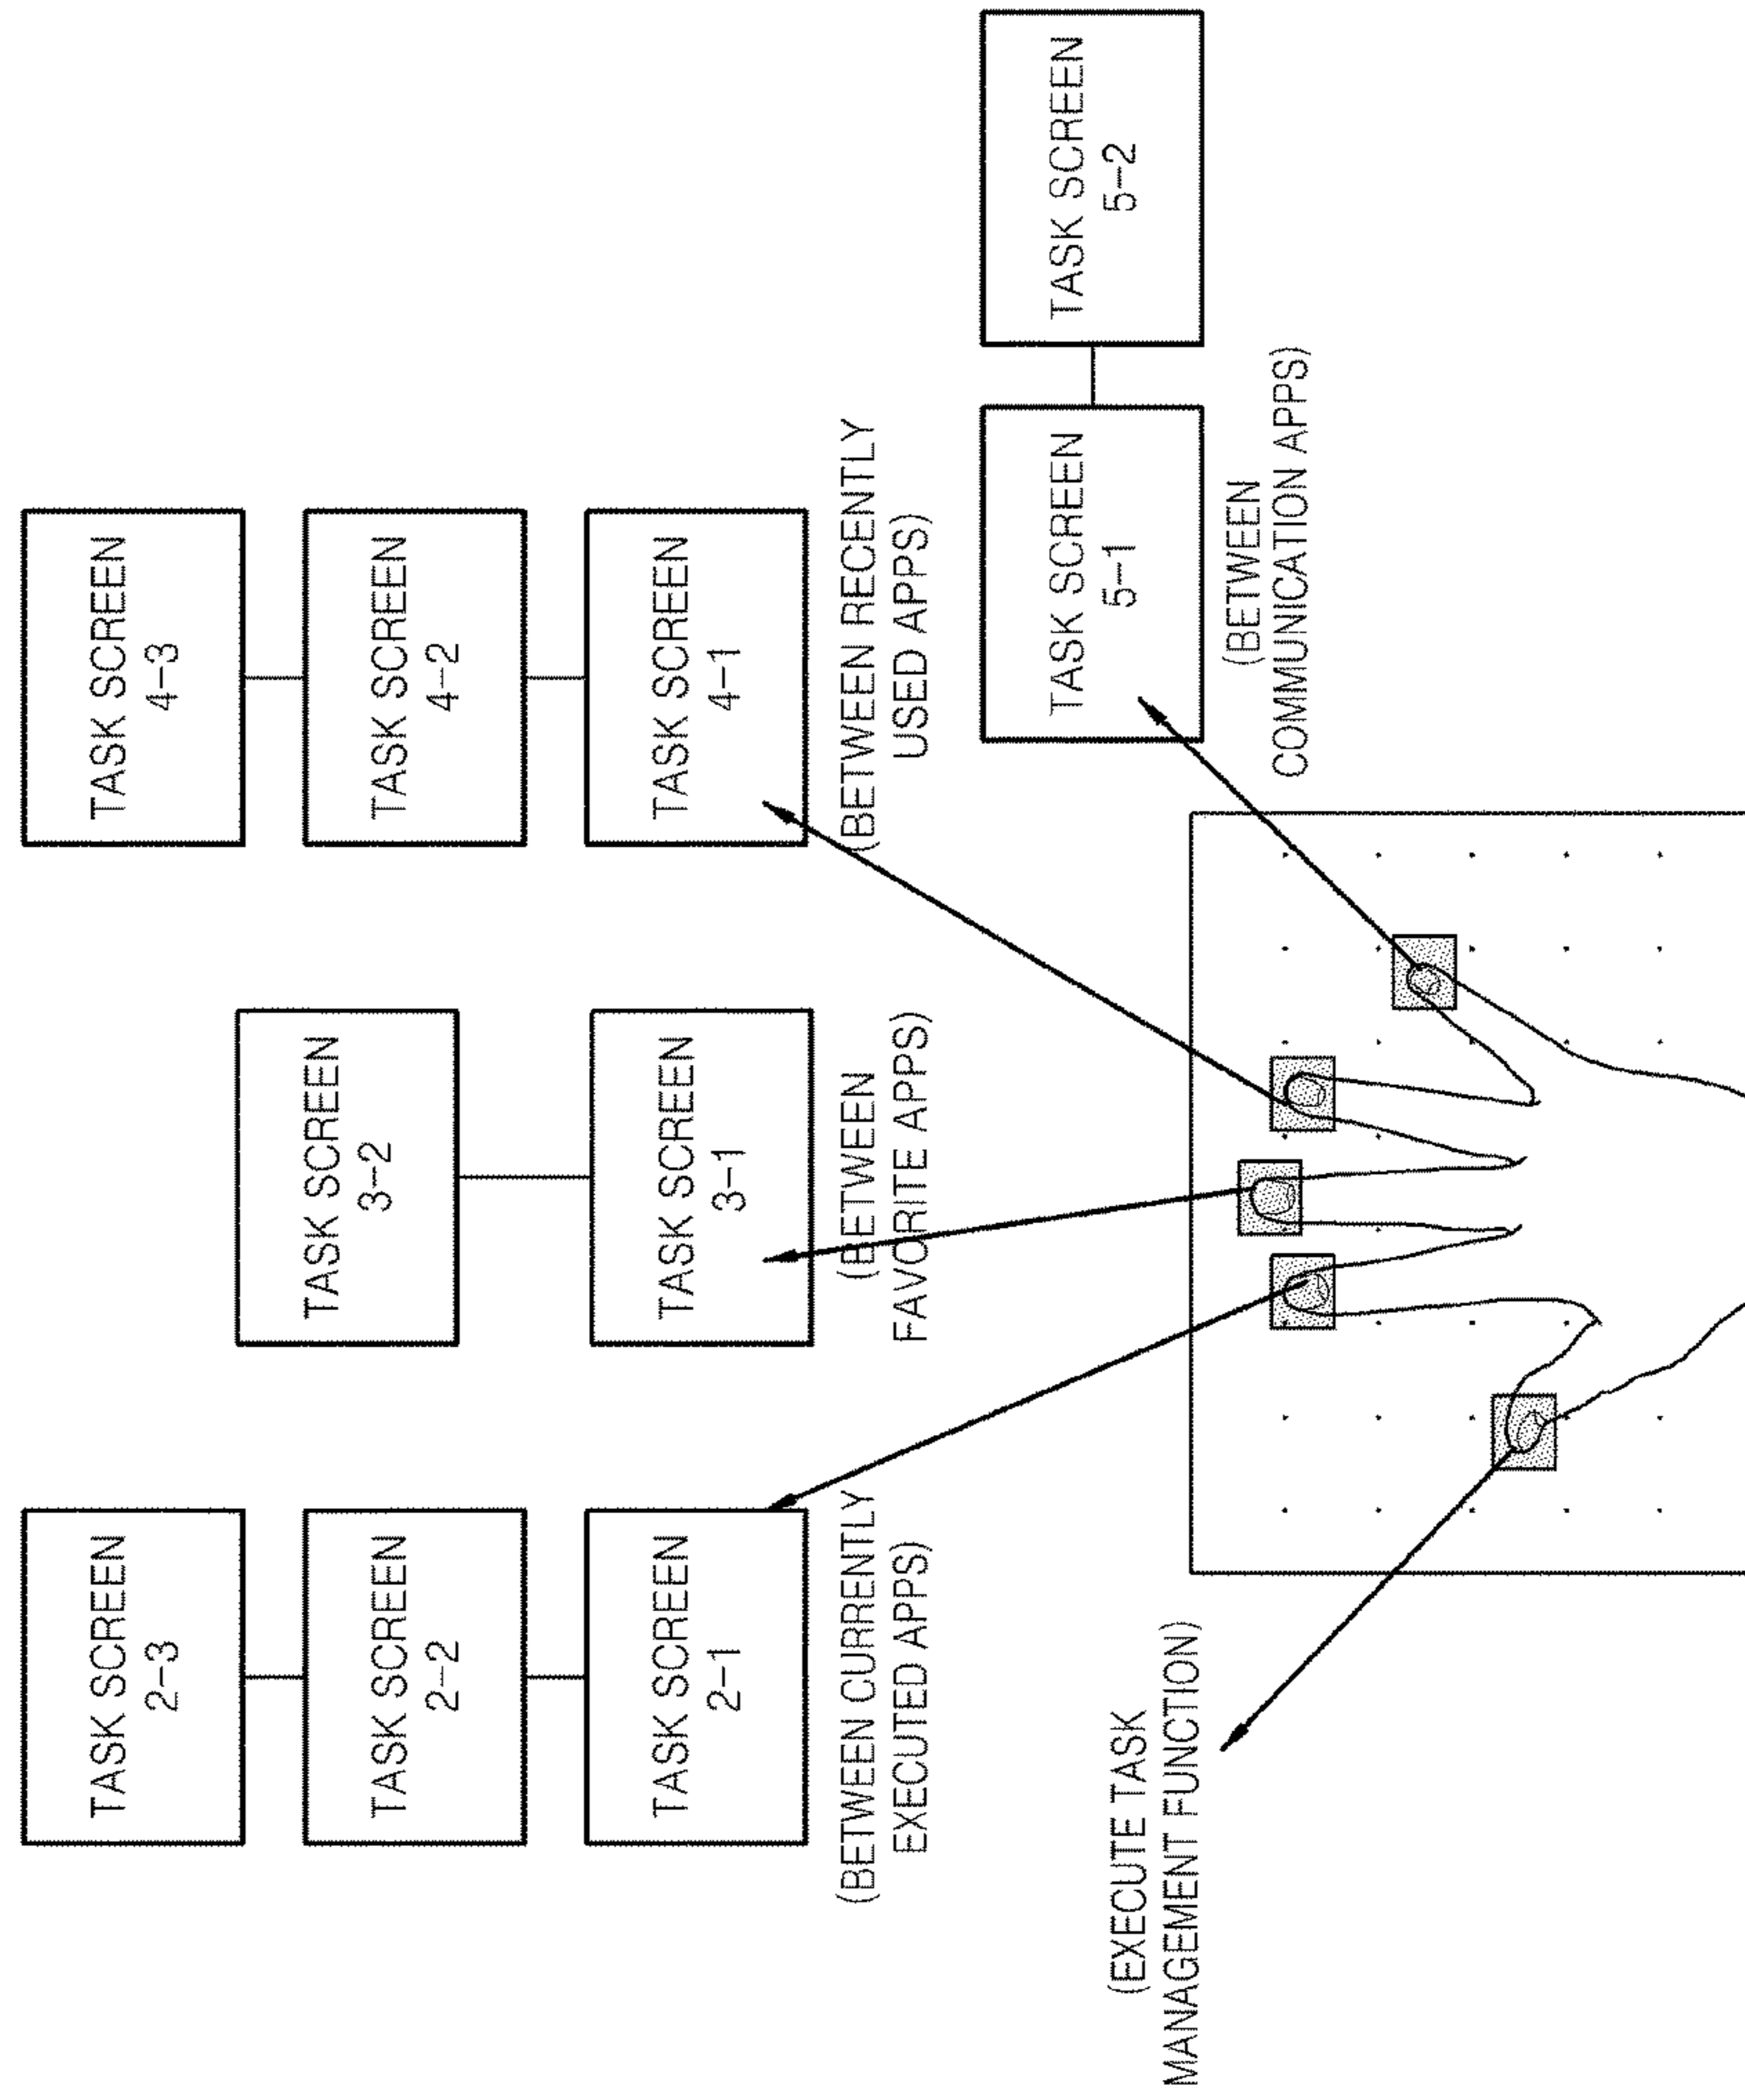 TASK SCREEN
2-3
TASK SCREEN
2-2
TASK SCREEN
2-1
(BETWEEN CURRENTLY
EXECUTED APPS)
TASK SCREEN
3-2
TASK SCREEN
3-1
(BETWEEN
FAVORITE APPS)
TASK SCREEN
4-3
TASK SCREEN
4-2
TASK SCREEN
4-1
(BETWEEN RECENTLY
USED APPS)
TASK SCREEN
5-1
TASK SCREEN
5-2
(BETWEEN
COMMUNICATION APPS)
(EXECUTE TASK
MANAGEMENT FUNCTION)